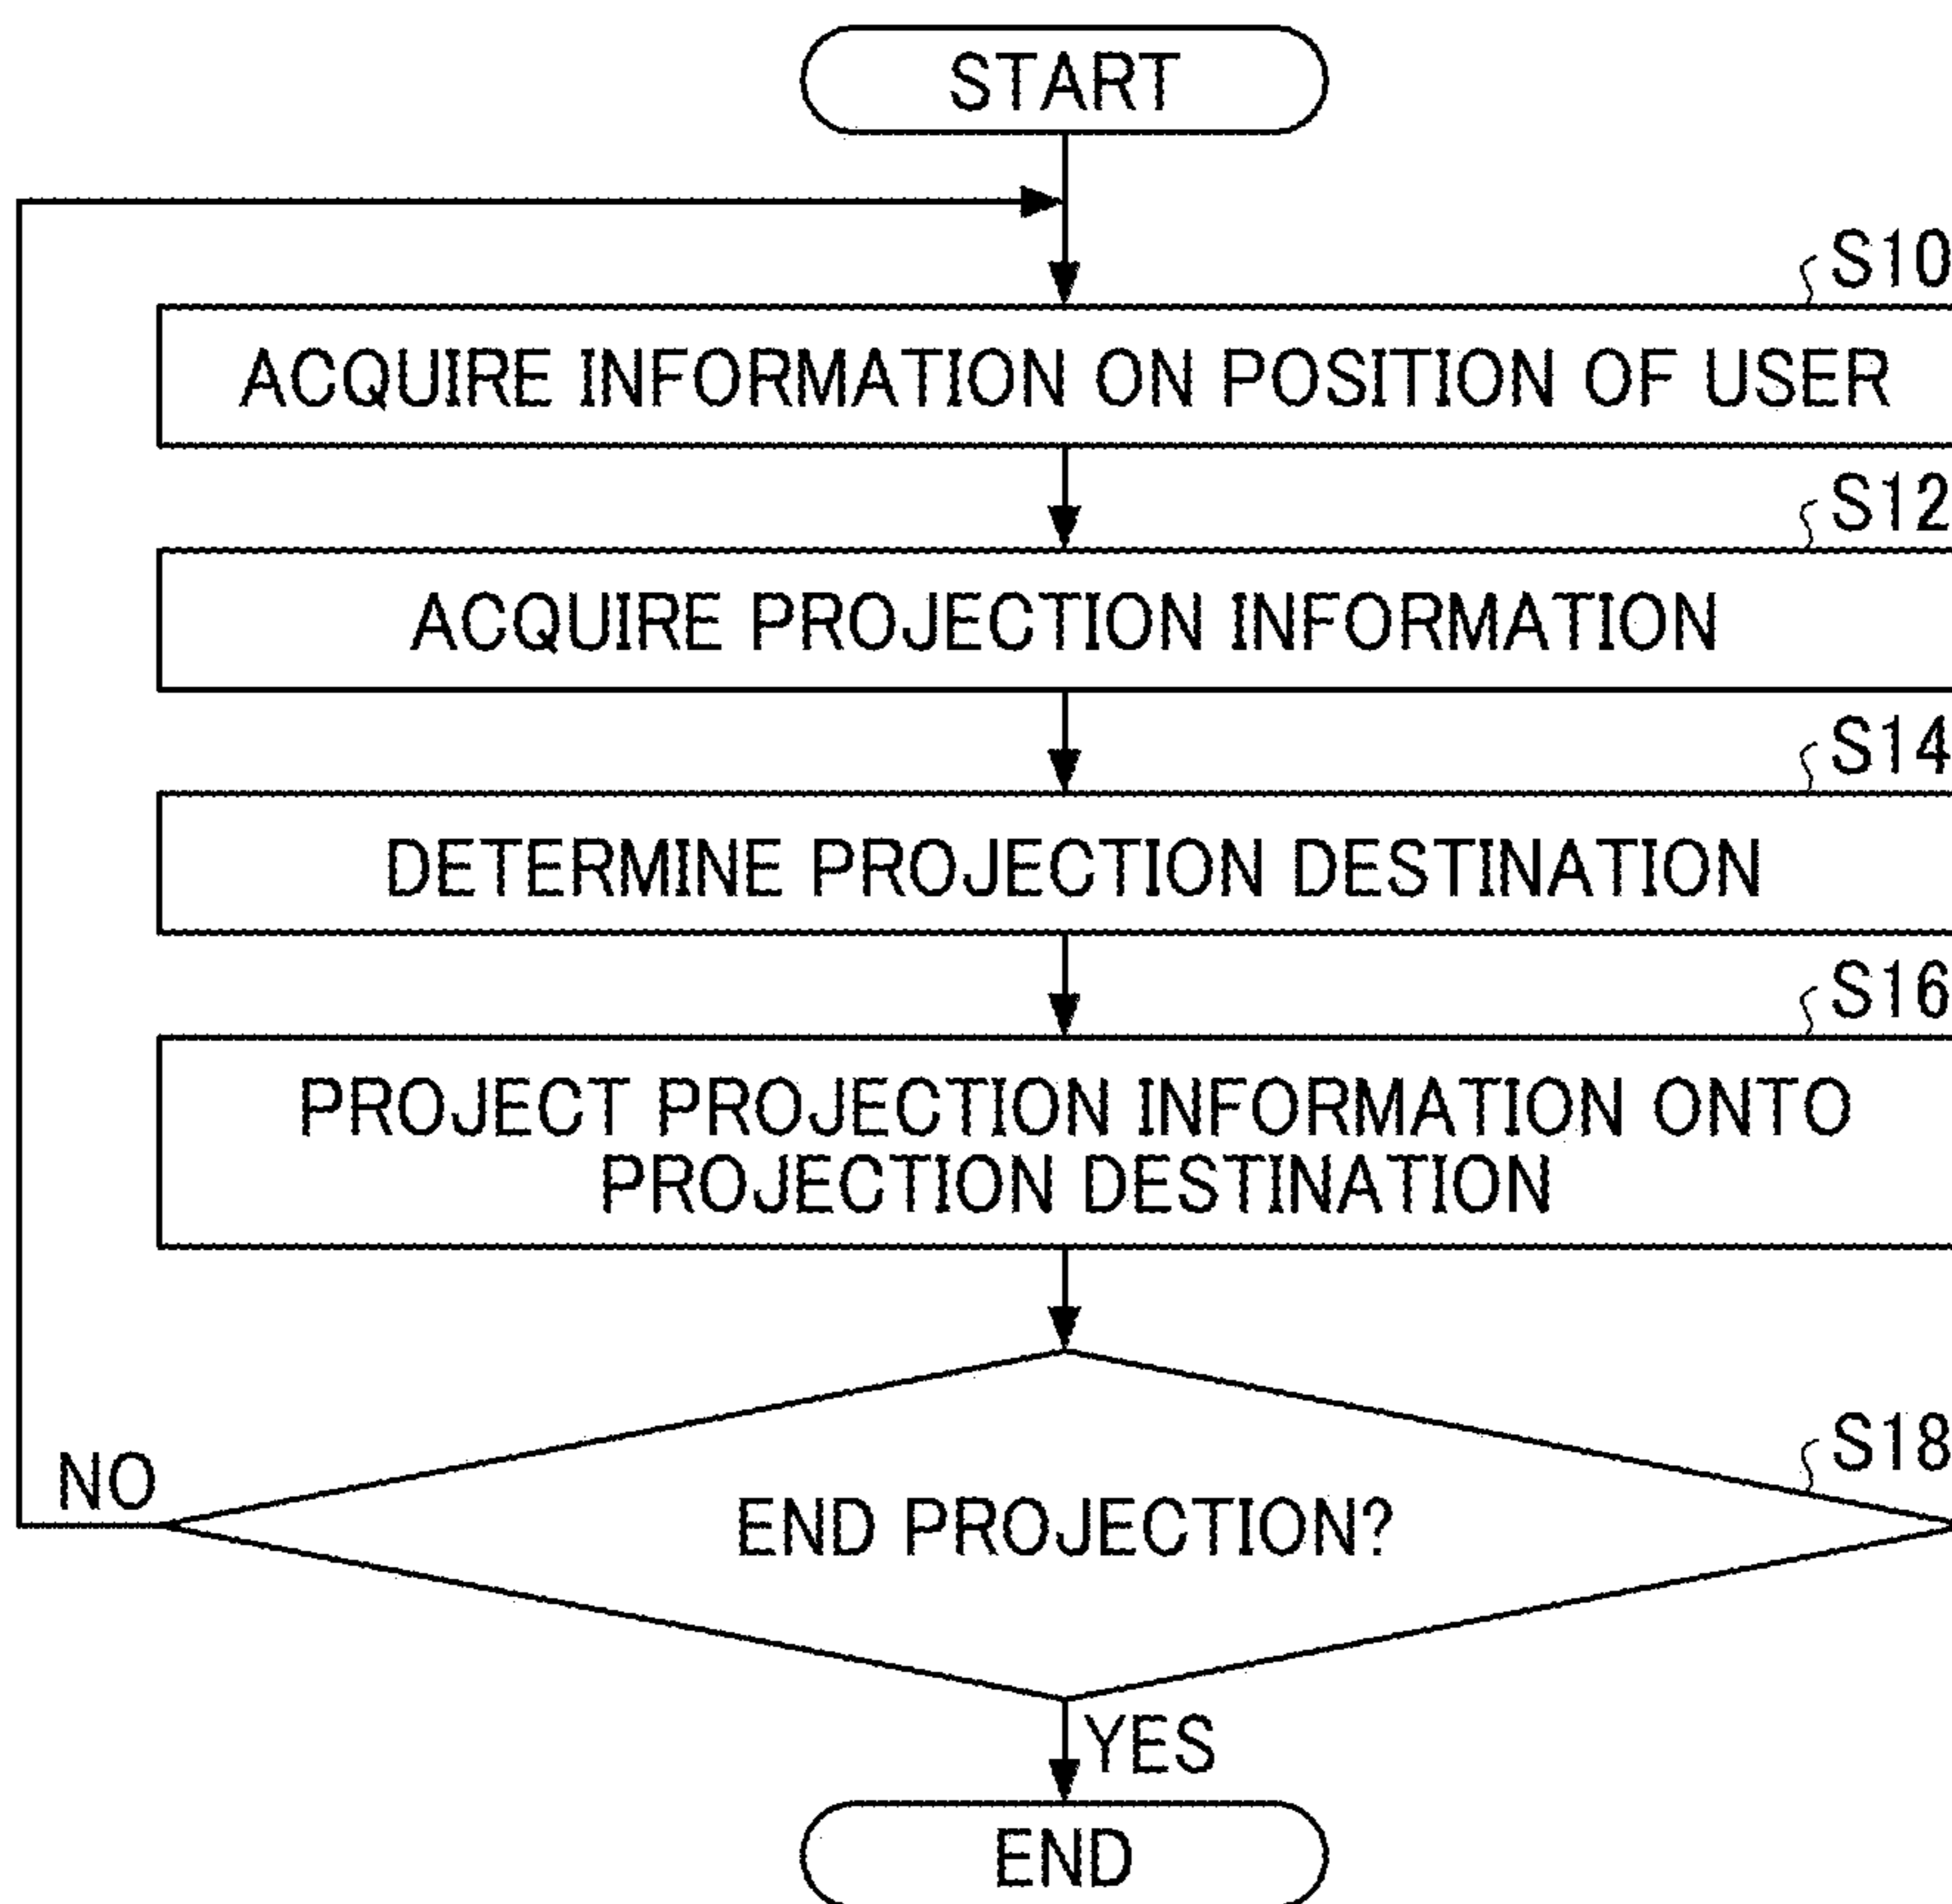 START
S10
ACQUIRE INFORMATION ON POSITION OF USER
S12
ACQUIRE PROJECTION INFORMATION
S14
DETERMINE PROJECTION DESTINATION
S16
PROJECT PROJECTION INFORMATION ONTO
PROJECTION DESTINATION
S18
NO
END PROJECTION?
YES
END